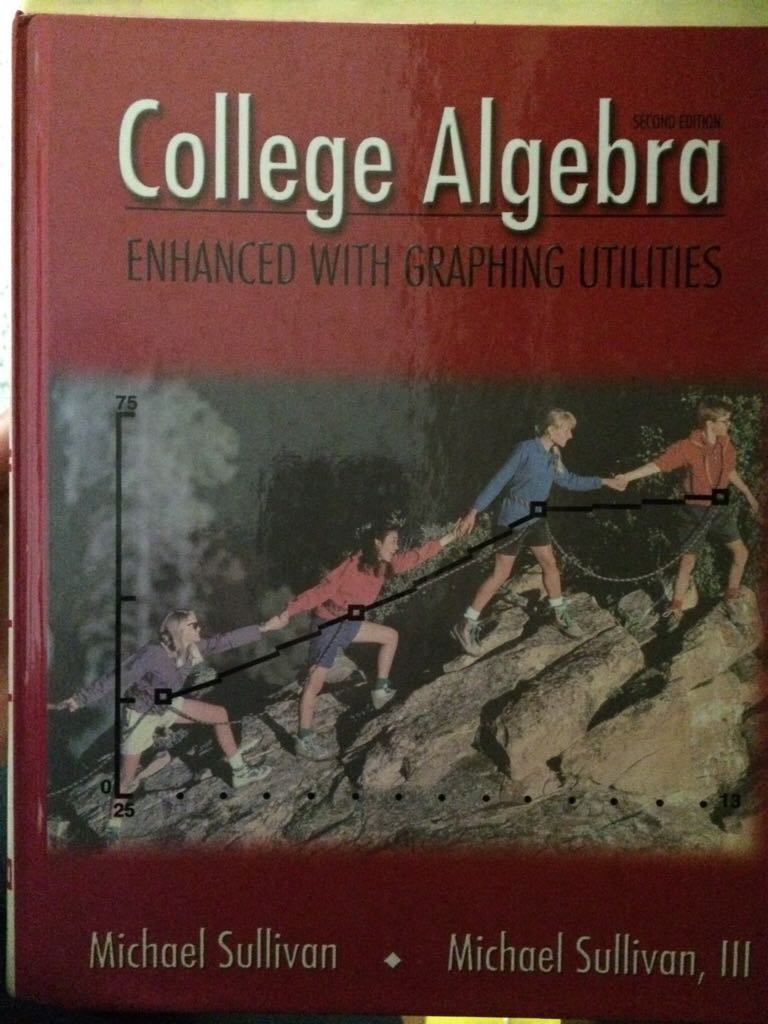 SECOND EDITION
College Algebra
ENHANCED WITH GRAPHING UTILITIES
75
0
25
13
Michael Sullivan ◆ Michael Sullivan, III